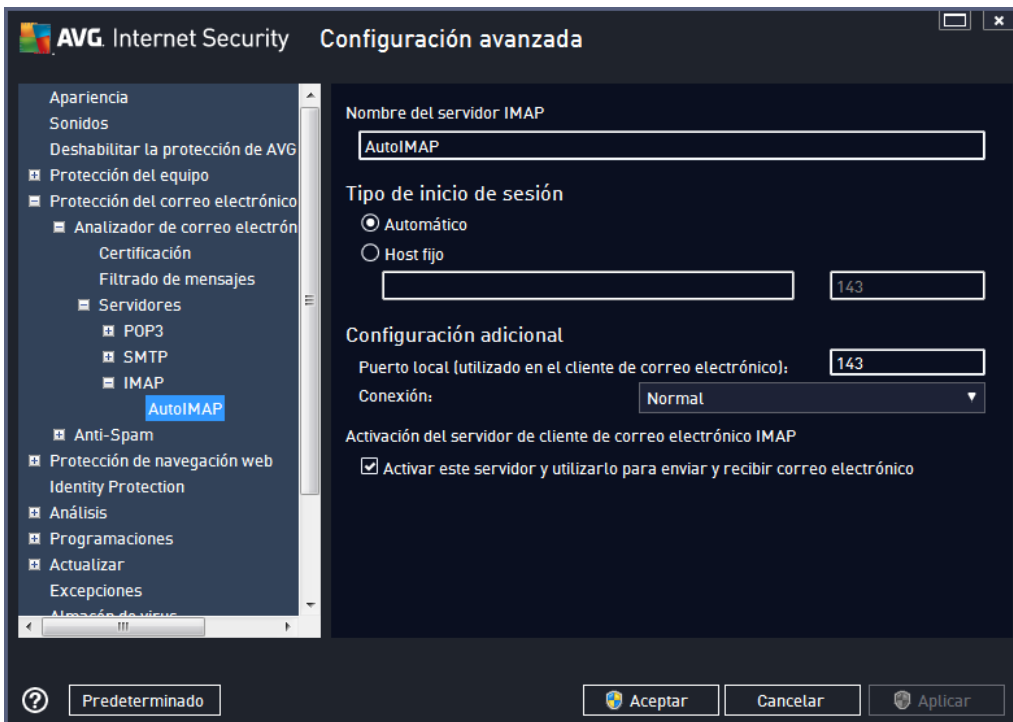 AVG Internet Security Configuración avanzada
Apariencia
Sonidos
Deshabilitar la protección de AVG
Protección del equipo
Protección del correo electrónico
Analizador de correo electrón
Certificación
Filtrado de mensajes
Servidores
POP3
SMTP
IMAP
AutoIMAP
Anti-Spam
Protección de navegación web
Identity Protection
Análisis
Programaciones
Actualizar
Excepciones
Almacén de virus
Nombre del servidor IMAP
AutoIMAP
Tipo de inicio de sesión
Automático
Host fijo
143
Configuración adicional
Puerto local (utilizado en el cliente de correo electrónico): 143
Conexión: Normal
Activación del servidor de cliente de correo electrónico IMAP
Activar este servidor y utilizarlo para enviar y recibir correo electrónico
Predeterminado Aceptar Cancelar Aplicar